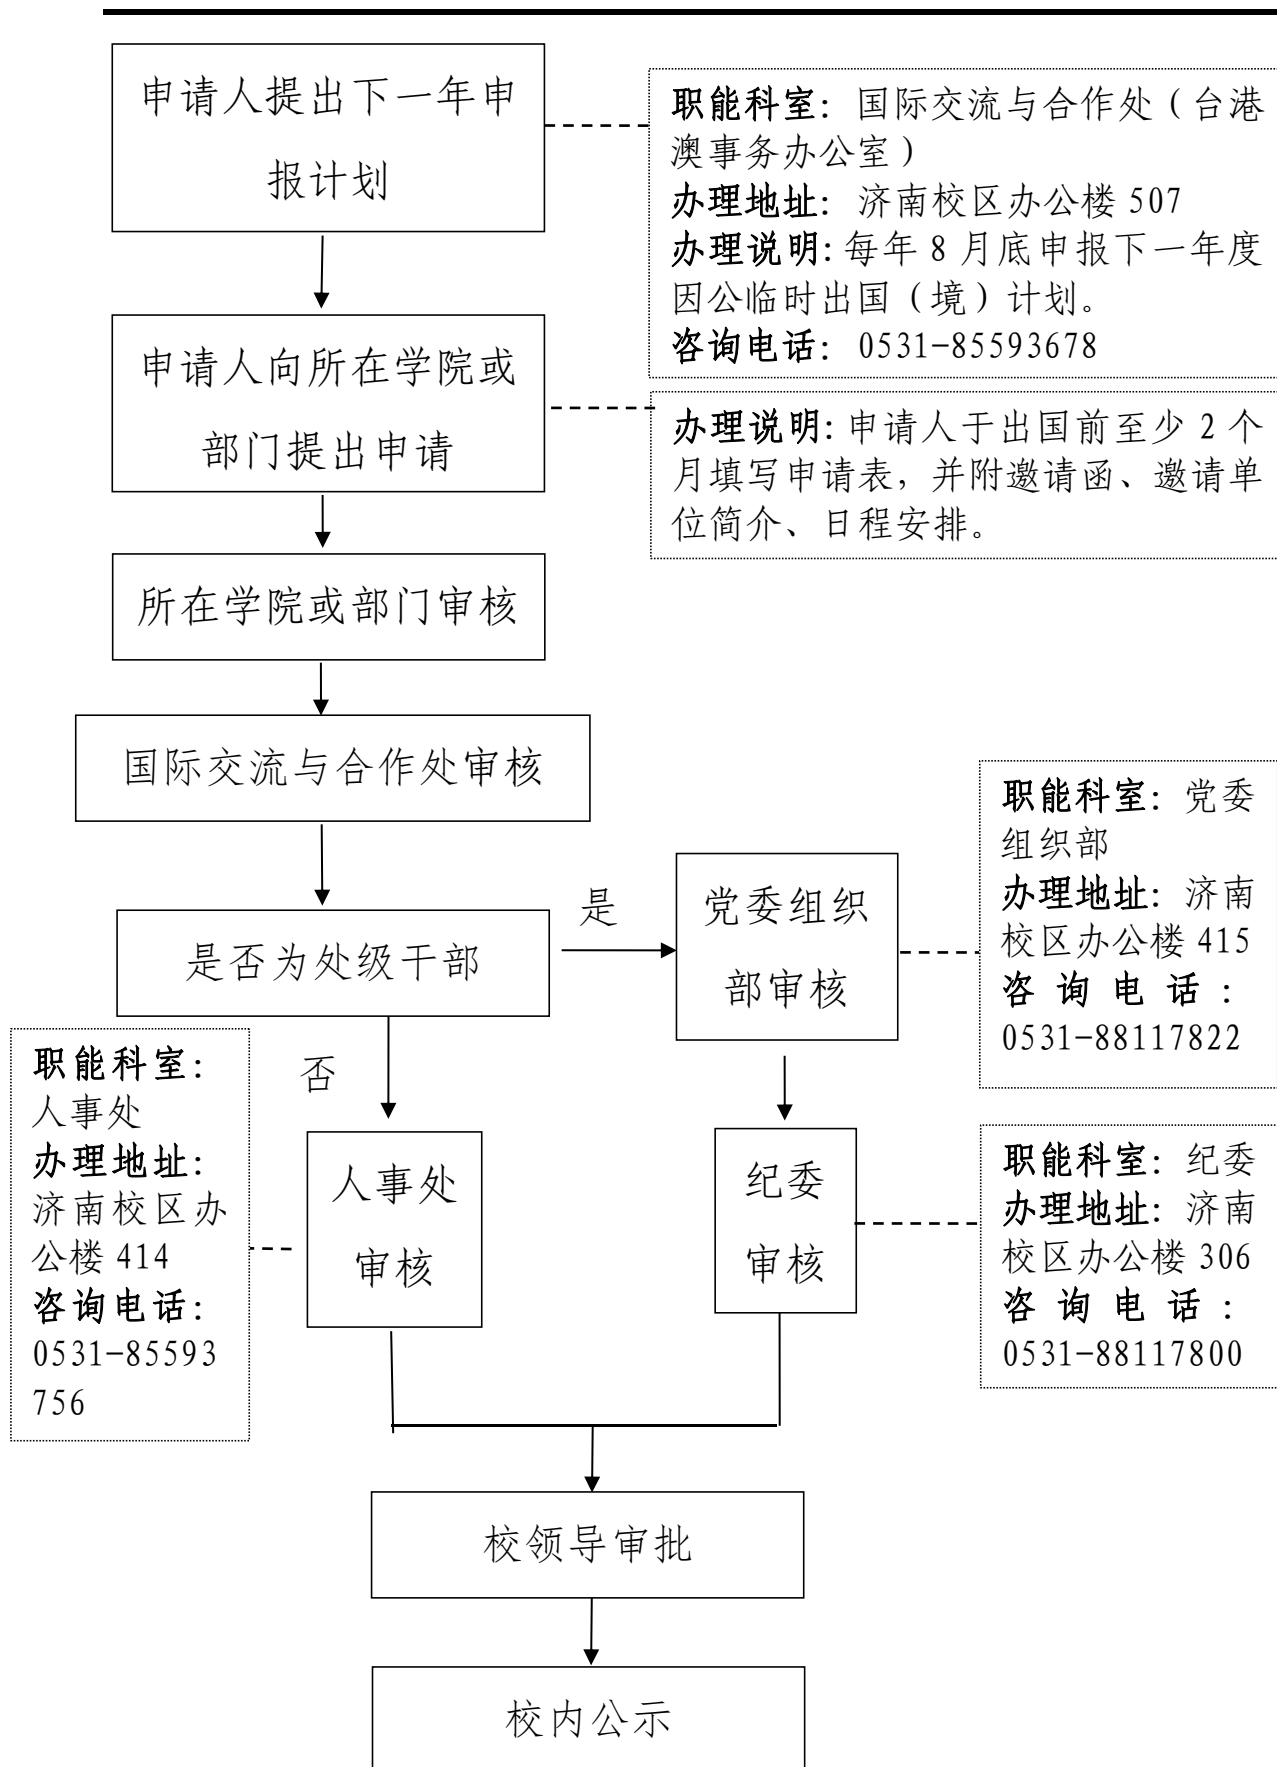 申请人提出下一年申
报计划
职能科室：国际交流与合作处（台港
澳事务办公室）
办理地址：济南校区办公楼 507
办理说明:每年 8 月底申报下一年度
因公临时出国（境）计划。
咨询电话：0531-85593678
申请人向所在学院或
部门提出申请
办理说明:申请人于出国前至少 2 个
月填写申请表，并附邀请函、邀请单
位简介、日程安排。
所在学院或部门审核
国际交流与合作处审核
是否为处级干部
是
党委组织
部审核
职能科室：党委
组织部
办理地址：济南
校区办公楼 415
咨询电话：
0531-88117822
否
职能科室：
人事处
办理地址：
济南校区办
公楼 414
咨询电话：
0531-85593
756
人事处
审核
纪委
审核
职能科室：纪委
办理地址：济南
校区办公楼 306
咨询电话：
0531-88117800
校领导审批
校内公示